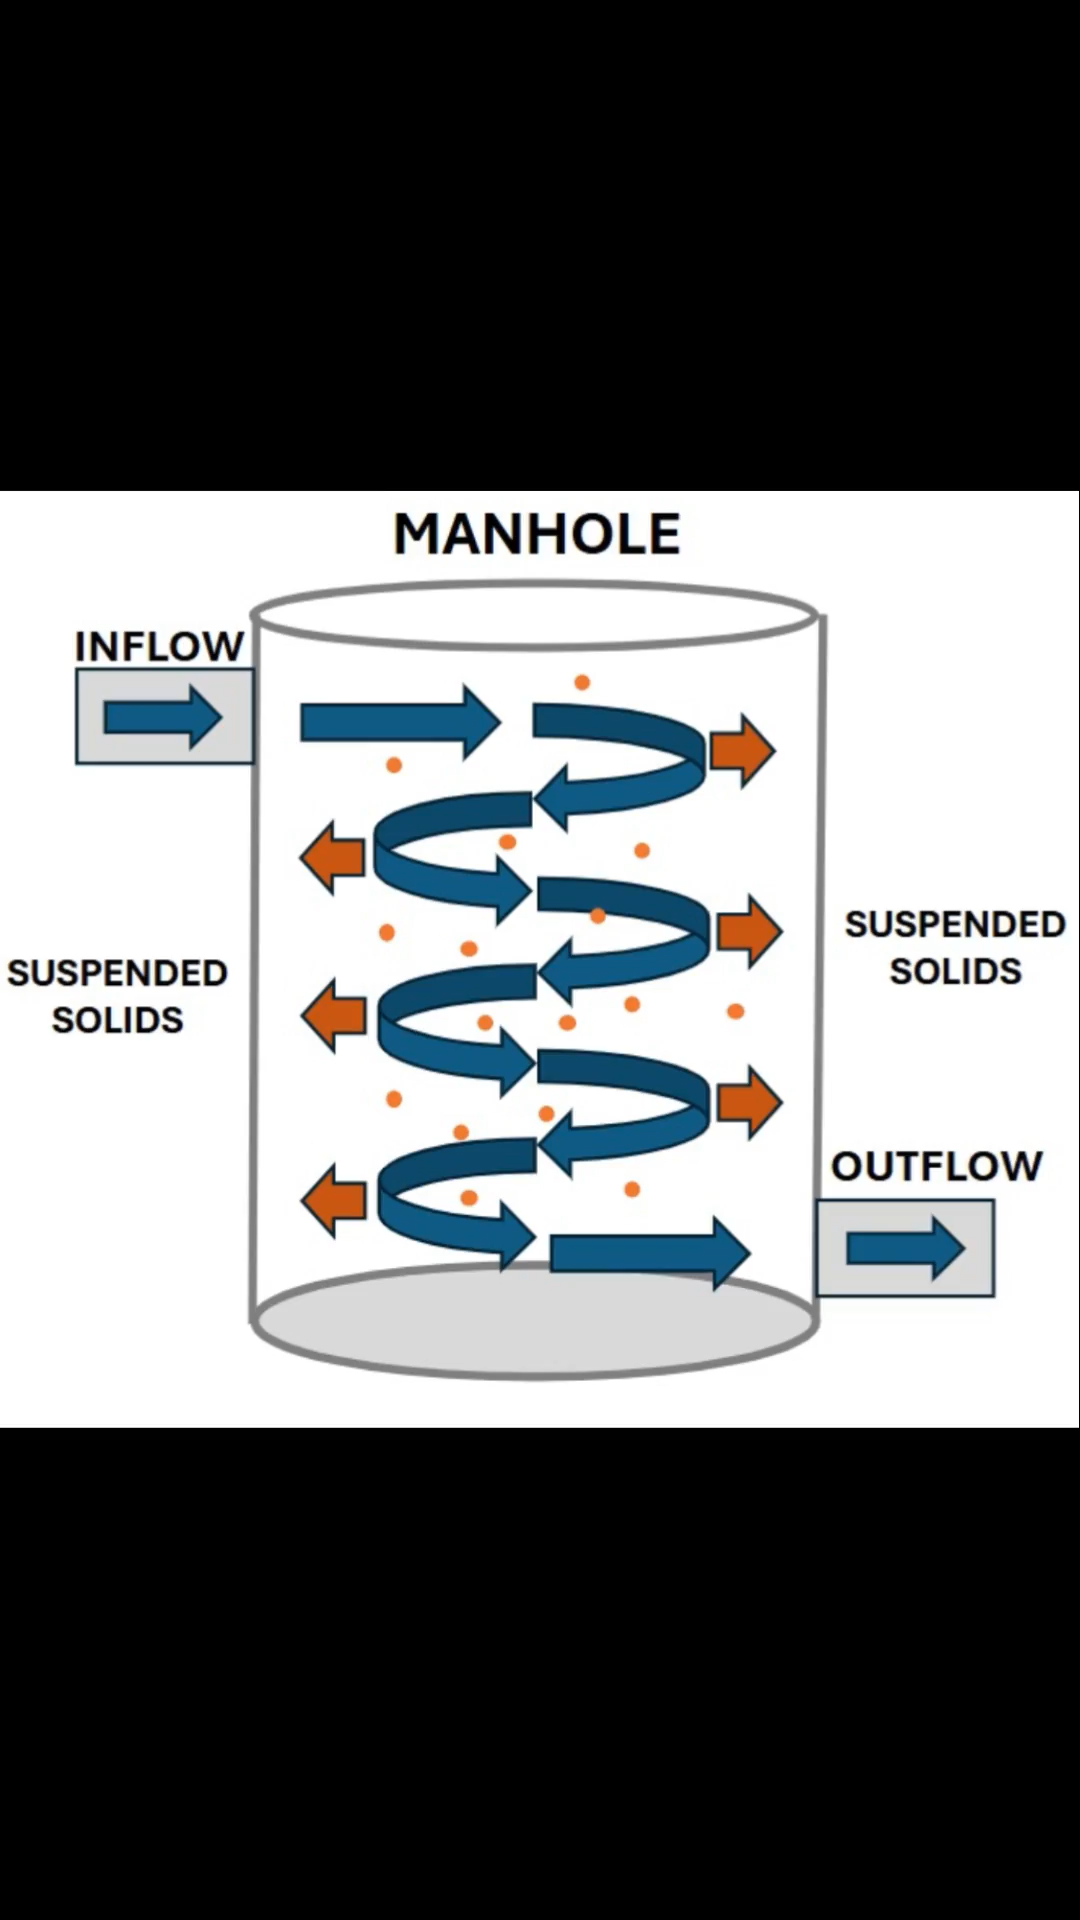 MANHOLE
INFLOW
SUSPENDED
SOLIDS
SUSPENDED
SOLIDS
OUTFLOW